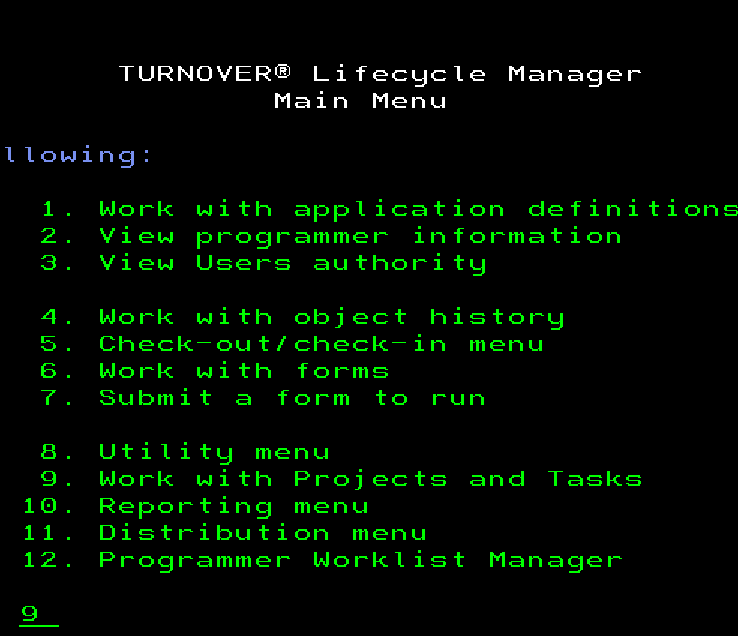 TURNOVER® Lifecycle Manager
Main Menu
llowing:
1. Work with application definitions
2. View programmer information
3. View Users authority
4. Work with object history
5. Check-out/check-in menu
6. Work with forms
7. Submit a form to run
8. Utility menu
9. Work with Projects and Tasks
10. Reporting menu
11. Distribution menu
12. Programmer Worklist Manager
9